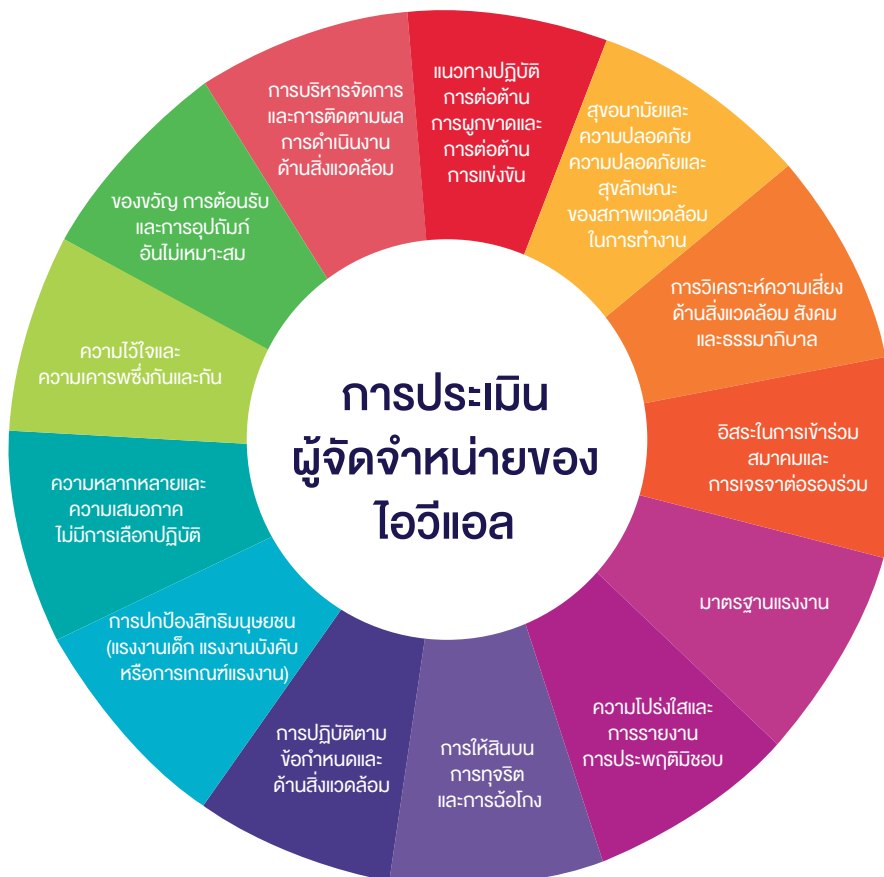 การประเมิน
ผู้จัดจำหน่ายของ
ไอวีแอล
แนวทางปฏิบัติ
การต่อต้าน
การผูกขาดและ
การต่อต้าน
การแข่งขัน
สุขอนามัยและ
ความปลอดภัย
ความปลอดภัยและ
สุขลักษณะ
ของสภาพแวดล้อม
ในการทำงาน
การวิเคราะห์ความเสี่ยง
ด้านสิ่งแวดล้อม สังคม
และธรรมาภิบาล
อิสระในการเข้าร่วม
สมาคมและ
การเจรจาต่อรองร่วม
มาตรฐานแรงงาน
ความโปร่งใสและ
การรายงาน
การประพฤติมิชอบ
การให้สินบน
การทุจริต
และการฉ้อโกง
การปฏิบัติตาม
ข้อกำหนดและ
ด้านสิ่งแวดล้อม
การปกป้องสิทธิมนุษยชน
(แรงงานเด็ก แรงงานบังคับ
หรือการเกณฑ์แรงงาน)
ความหลากหลายและ
ความเสมอภาค
ไม่มีการเลือกปฏิบัติ
ความไว้ใจและ
ความเคารพซึ่งกันและกัน
ของขวัญ การต้อนรับ
และการอุปถัมภ์
อันไม่เหมาะสม
การบริหารจัดการ
และการติดตามผล
การดำเนินงาน
ด้านสิ่งแวดล้อม